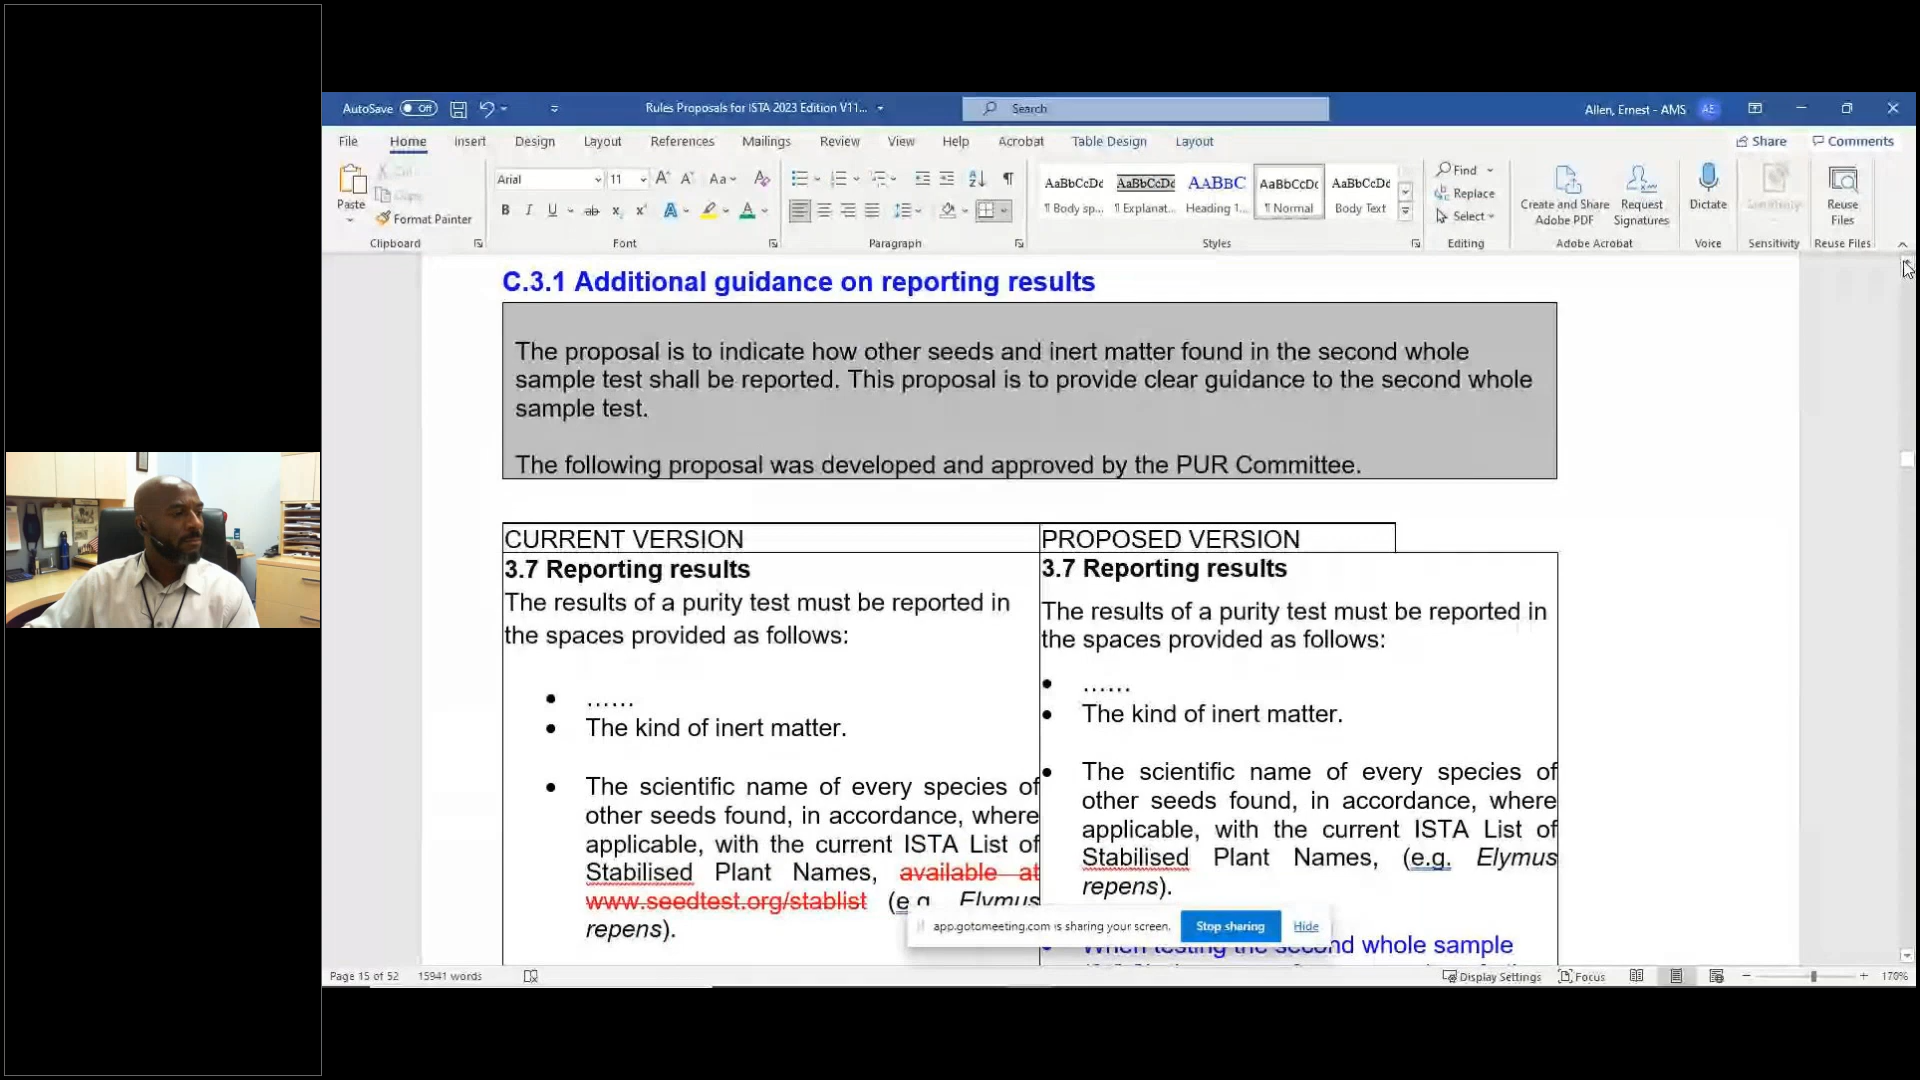 AutoSave Off Rules Proposals for ISTA 2023 Edition V11... Search Allen, Ernest - AMS AE
File Home Insert Design Layout References Mailings Review View Help Acrobat Table Design Layout Share Comments
Paste Cut Copy Format Painter
Arial 11 Aa
B I U ab
AaBbCcDc AaBbCcDc AABBC AaBbCcDc AaBbCcDc
¶ Body sp... ¶ Explanat... Heading 1... ¶ Normal Body Text
Find
Replace
Select
Create and Share Adobe PDF
Request Signatures
Dictate
Sensitivity
Reuse Files
Clipboard Font Paragraph Styles Editing Adobe Acrobat Voice Sensitivity Reuse Files
C.3.1 Additional guidance on reporting results
The proposal is to indicate how other seeds and inert matter found in the second whole
sample test shall be reported. This proposal is to provide clear guidance to the second whole
sample test.
The following proposal was developed and approved by the PUR Committee.
CURRENT VERSION
3.7 Reporting results
The results of a purity test must be reported in
the spaces provided as follows:
• ……
• The kind of inert matter.
• The scientific name of every species of
other seeds found, in accordance, where
applicable, with the current ISTA List of
Stabilised Plant Names, available at
www.seedtest.org/stablist (e.g. Elymus
repens).
PROPOSED VERSION
3.7 Reporting results
The results of a purity test must be reported in
the spaces provided as follows:
• ……
• The kind of inert matter.
• The scientific name of every species of
other seeds found, in accordance, where
applicable, with the current ISTA List of
Stabilised Plant Names, (e.g. Elymus
repens).
• When testing the second whole sample
app.gotomeeting.com is sharing your screen. Stop sharing Hide
Page 15 of 52 15941 words Display Settings Focus 170%